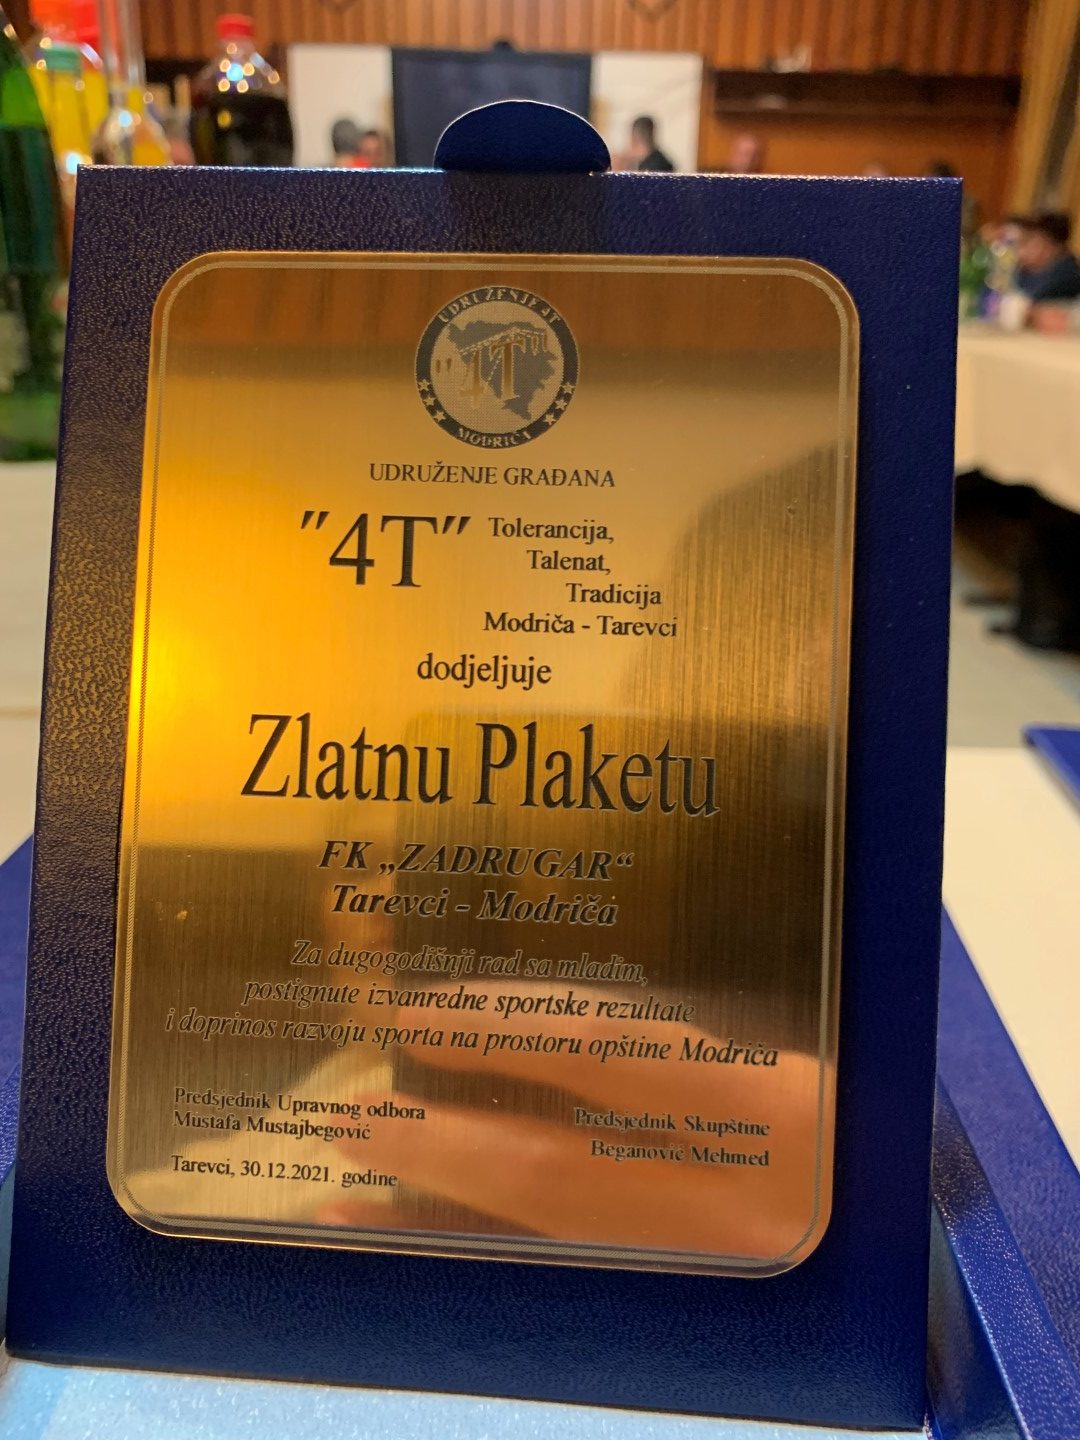 UDRUŽENJE 4T
4T
MODRIČA
UDRUŽENJE GRAĐANA
"4T" Tolerancija,
Talenat,
Tradicija
Modriča - Tarevci
dodjeljuje
Zlatnu Plaketu
FK „ZADRUGAR“
Tarevci - Modriča
Za dugogodišnji rad sa mladim,
postignute izvanredne sportske rezultate
i doprinos razvoju sporta na prostoru opštine Modriča
Predsjednik Upravnog odbora
Mustafa Mustajbegović
Predsjednik Skupštine
Beganović Mehmed
Tarevci, 30.12.2021. godine